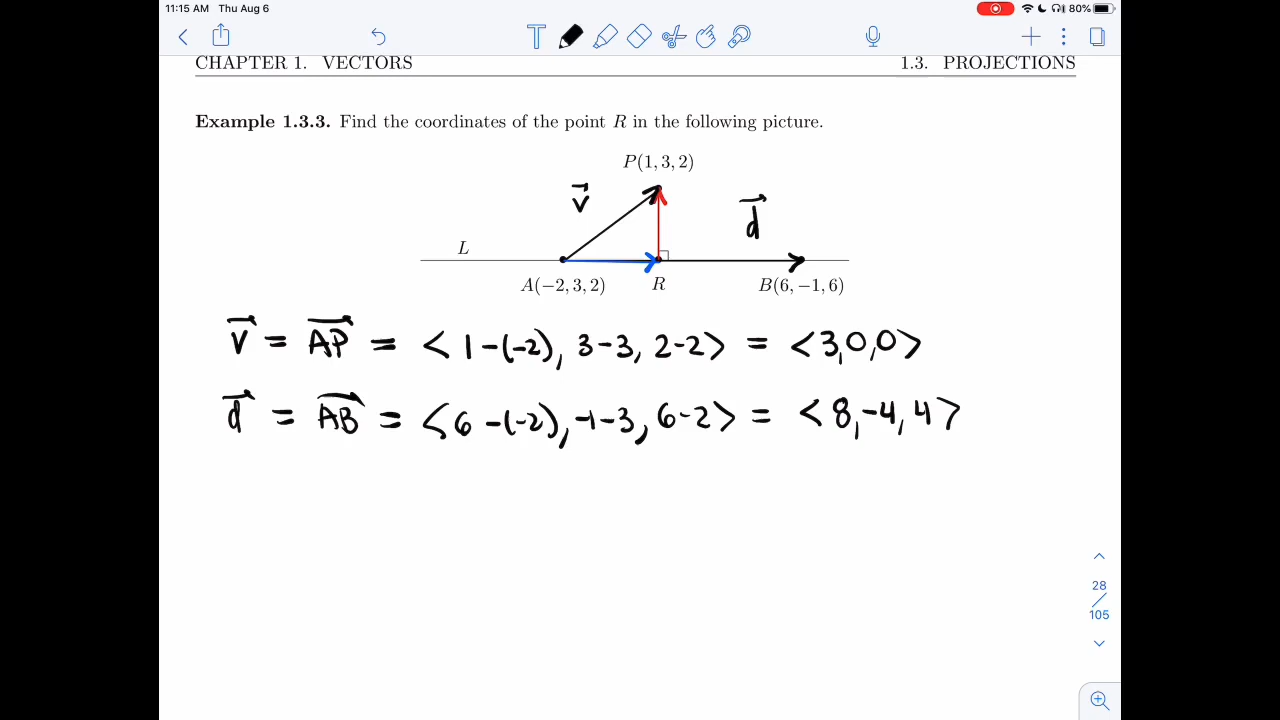 11:15 AM Thu Aug 6
80%
T
CHAPTER 1. VECTORS 1.3. PROJECTIONS
Example 1.3.3. Find the coordinates of the point R in the following picture.
P(1, 3, 2)
v⃗
d⃗
L
A(−2, 3, 2) R B(6, −1, 6)
v⃗ = AP⃗ = <1-(-2), 3-3, 2-2> = <3,0,0>
d⃗ = AB⃗ = <6-(-2), -1-3, 6-2> = <8,-4,4>
28
105